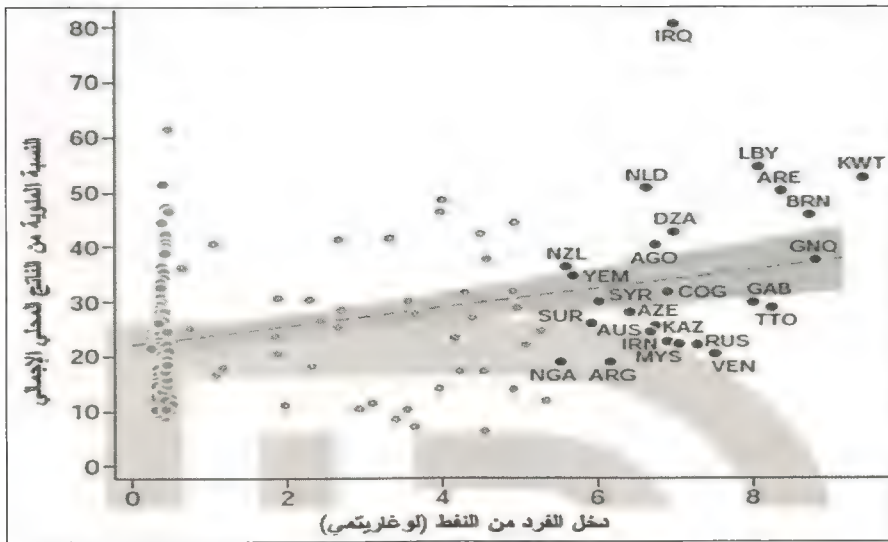 80
IRQ
70
60
LBY
KWT
NLD
ARE
50
BRN
DZA
40
NZL
AGO
GNQ
YEM
30
SYR
COG
GAB
SUR
AZE
TTO
AUS
KAZ
20
IRN
RUS
MYS
VEN
NGA
ARG
10
0
0 2 4 6 8
النسبة المئوية من الناتج المحلي الإجمالي
دخل الفرد من النفط (لوغاريتمي)